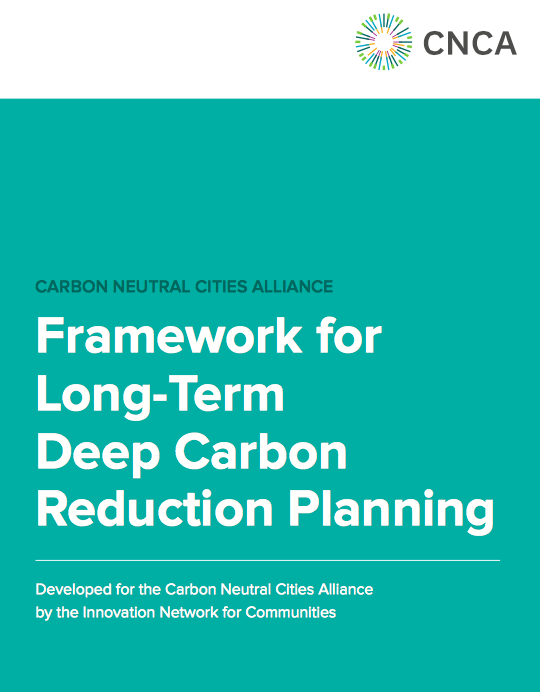 CNCA
CARBON NEUTRAL CITIES ALLIANCE
Framework for
Long-Term
Deep Carbon
Reduction Planning
Developed for the Carbon Neutral Cities Alliance
by the Innovation Network for Communities